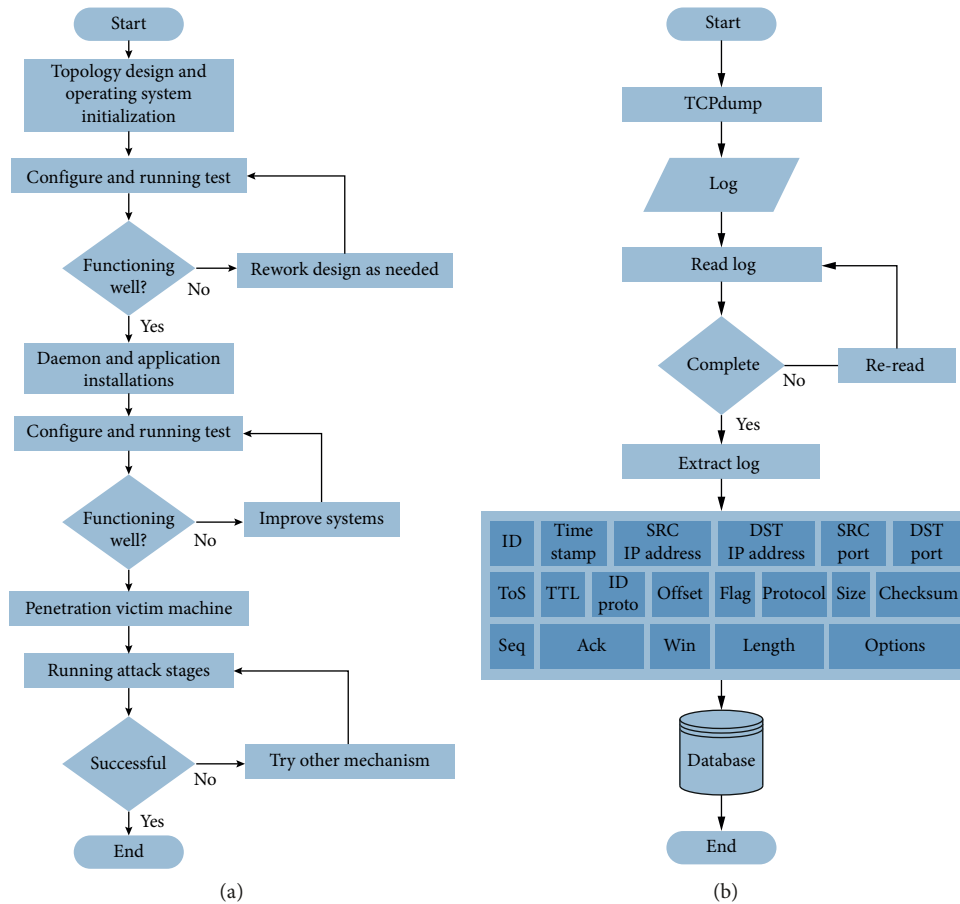 Start
Topology design and
operating system
initialization
Configure and running test
Functioning
well?
No
Rework design as needed
Yes
Daemon and application
installations
Configure and running test
Functioning
well?
No
Improve systems
Penetration victim machine
Running attack stages
Successful
No
Try other mechanism
Yes
End
(a)
Start
TCPdump
Log
Read log
Complete
No
Re-read
Yes
Extract log
ID
Time
stamp
SRC
IP address
DST
IP address
SRC
port
DST
port
ToS
TTL
ID
proto
Offset
Flag
Protocol
Size
Checksum
Seq
Ack
Win
Length
Options
Database
End
(b)